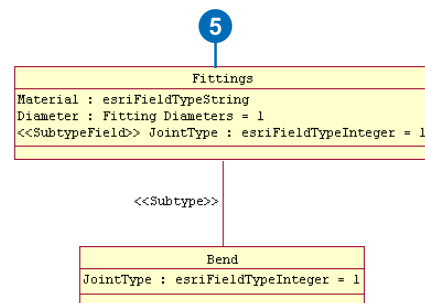 5
Fittings
Material : esriFieldTypeString
Diameter : Fitting Diameters = 1
<<SubtypeField>> JointType : esriFieldTypeInteger = 1
<<Subtype>>
Bend
JointType : esriFieldTypeInteger = 1